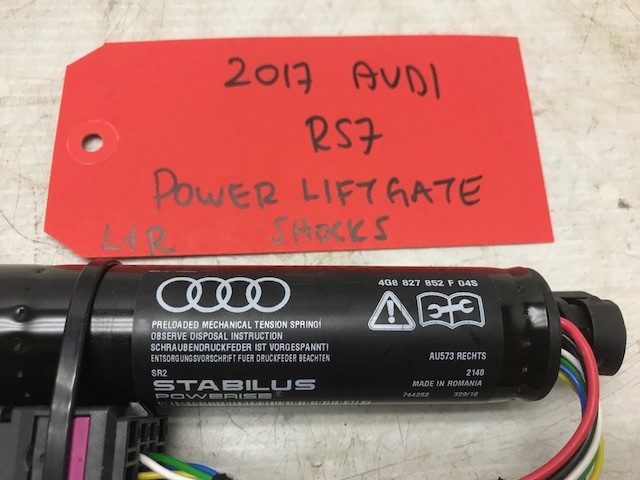 2017 AUDI
RS7
POWER LIFTGATE
L+R SHOCKS
4G8 827 852 F 04S
PRELOADED MECHANICAL TENSION SPRING!
OBSERVE DISPOSAL INSTRUCTION
SCHRAUBENDRUCKFEDER IST VORGESPANNT!
ENTSORGUNGSVORSCHRIFT FUER DRUCKFEDER BEACHTEN
AU573 RECHTS
SR2
2140
STABILUS
MADE IN ROMANIA
POWERISE®
744252 329/16